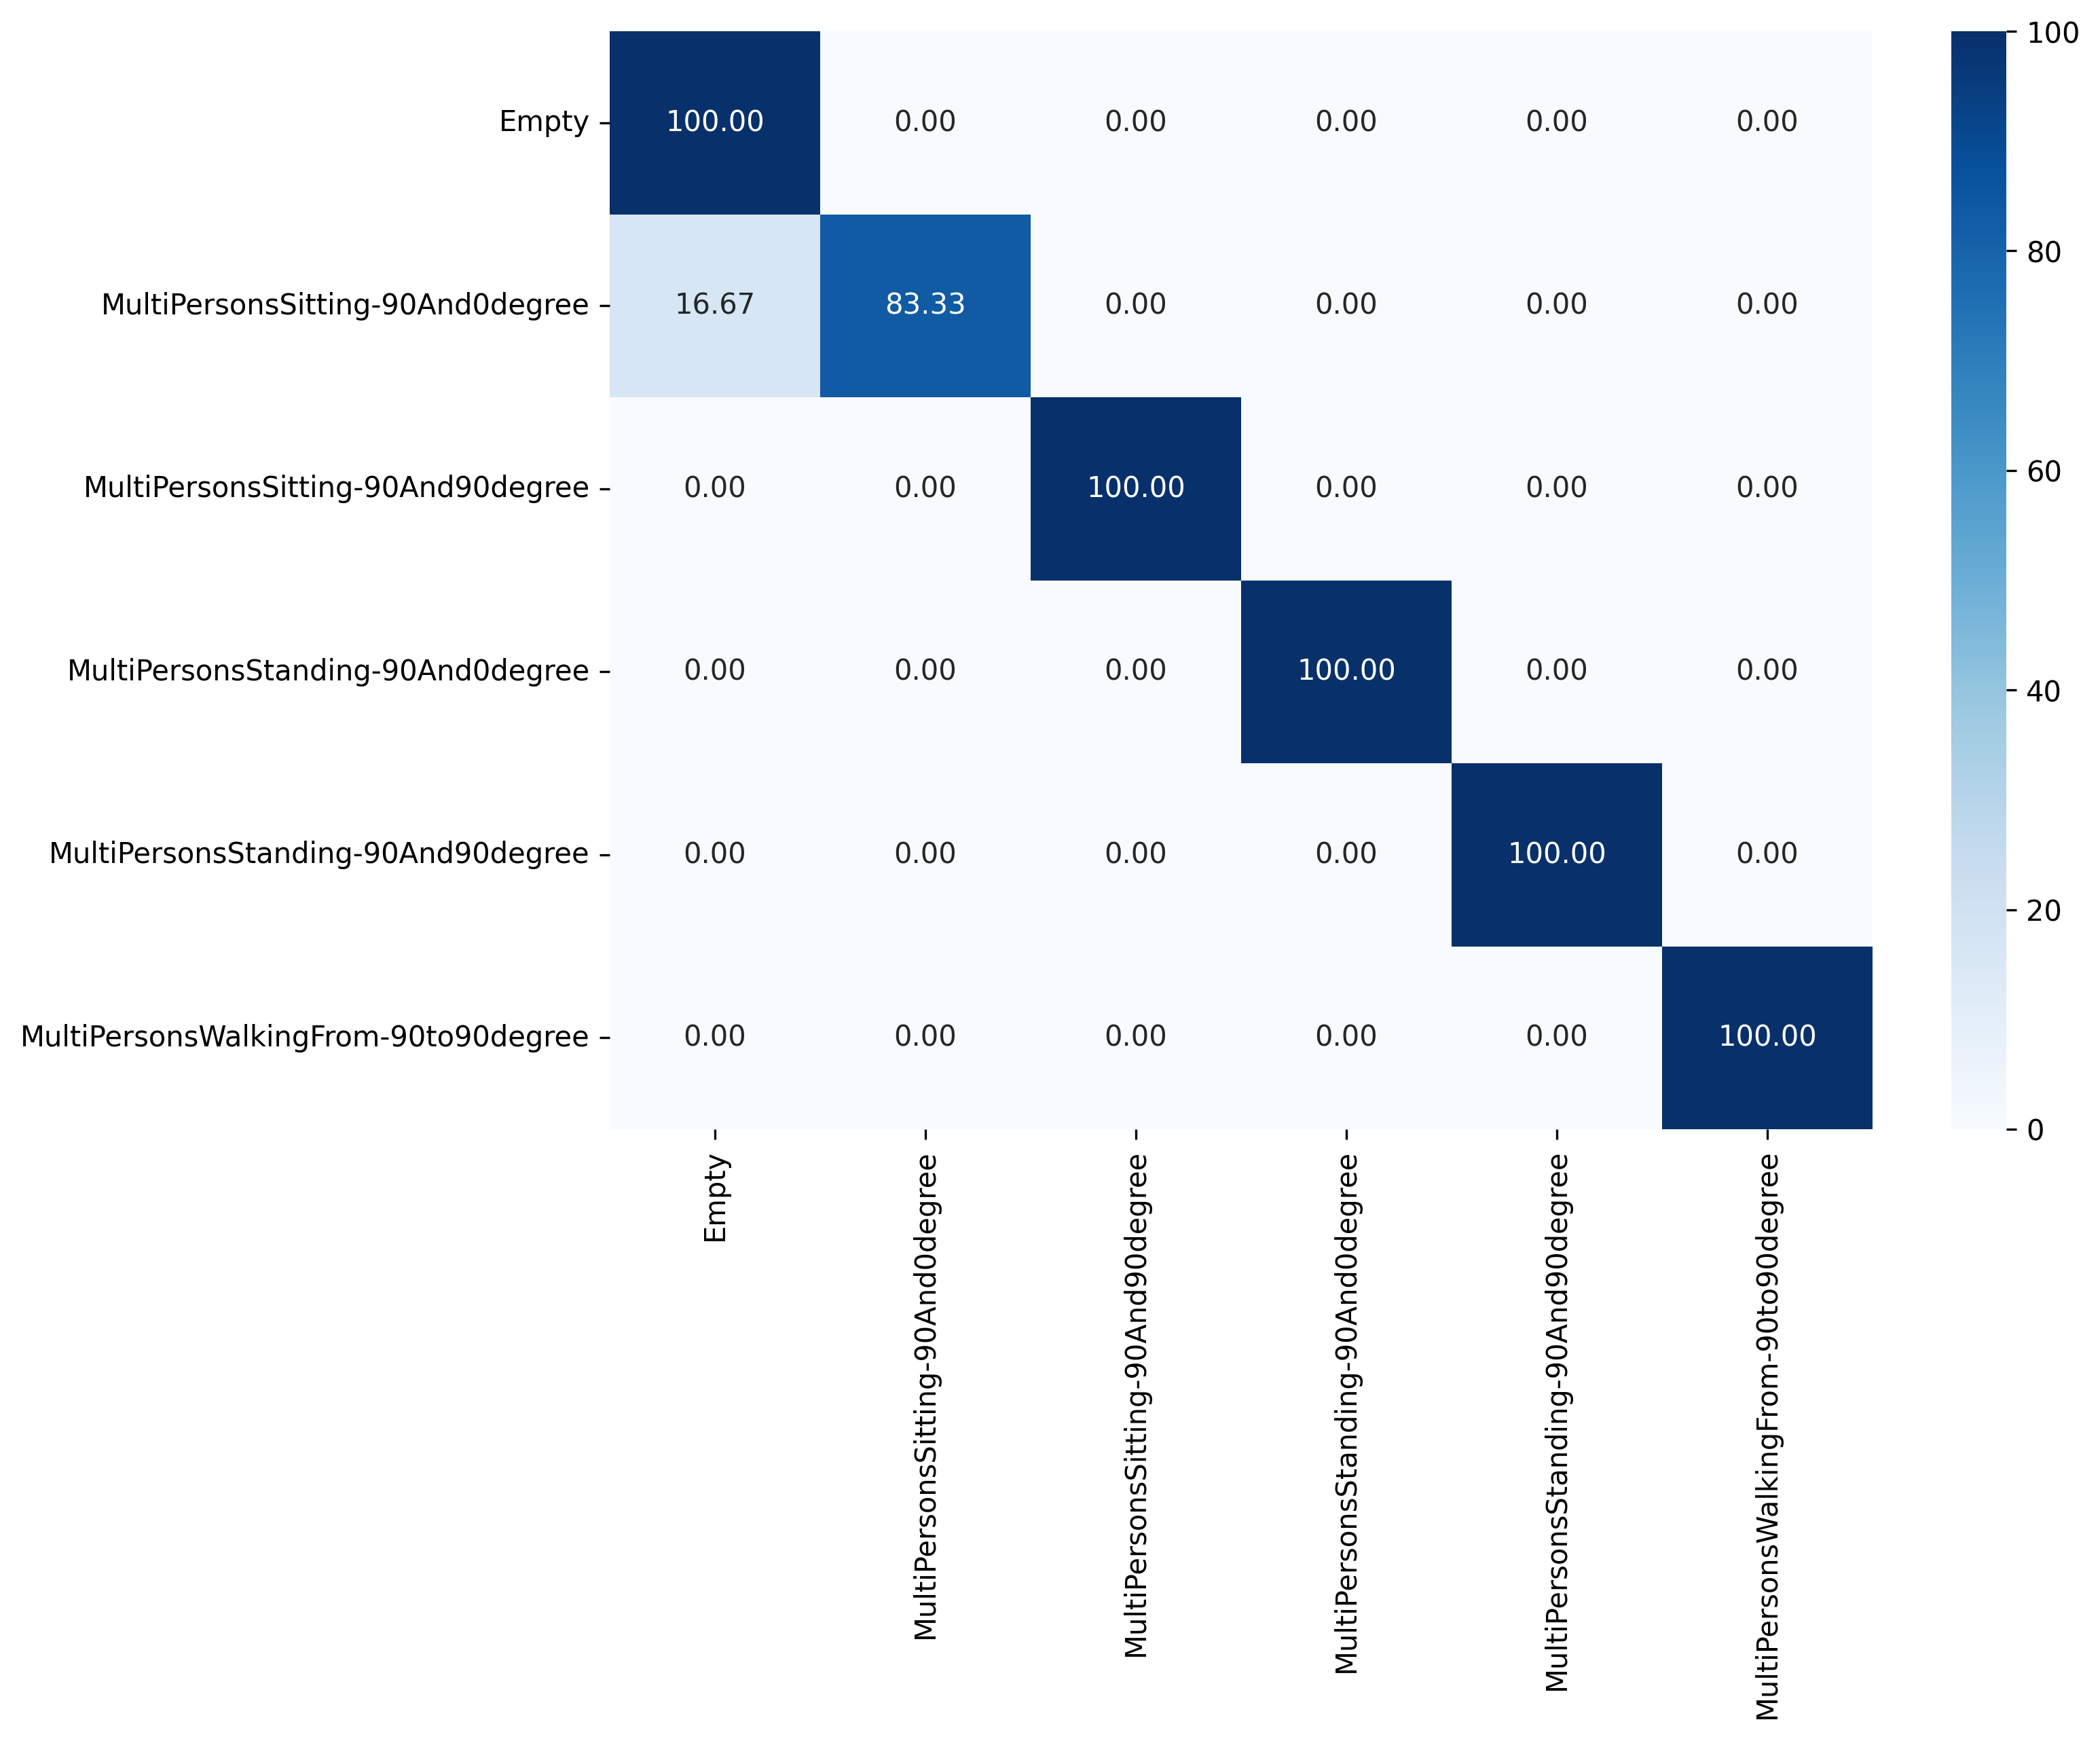 Empty 100.00 0.00 0.00 0.00 0.00 0.00
MultiPersonsSitting-90And0degree 16.67 83.33 0.00 0.00 0.00 0.00
MultiPersonsSitting-90And90degree 0.00 0.00 100.00 0.00 0.00 0.00
MultiPersonsStanding-90And0degree 0.00 0.00 0.00 100.00 0.00 0.00
MultiPersonsStanding-90And90degree 0.00 0.00 0.00 0.00 100.00 0.00
MultiPersonsWalkingFrom-90to90degree 0.00 0.00 0.00 0.00 0.00 100.00
Empty
MultiPersonsSitting-90And0degree
MultiPersonsSitting-90And90degree
MultiPersonsStanding-90And0degree
MultiPersonsStanding-90And90degree
MultiPersonsWalkingFrom-90to90degree
100
80
60
40
20
0